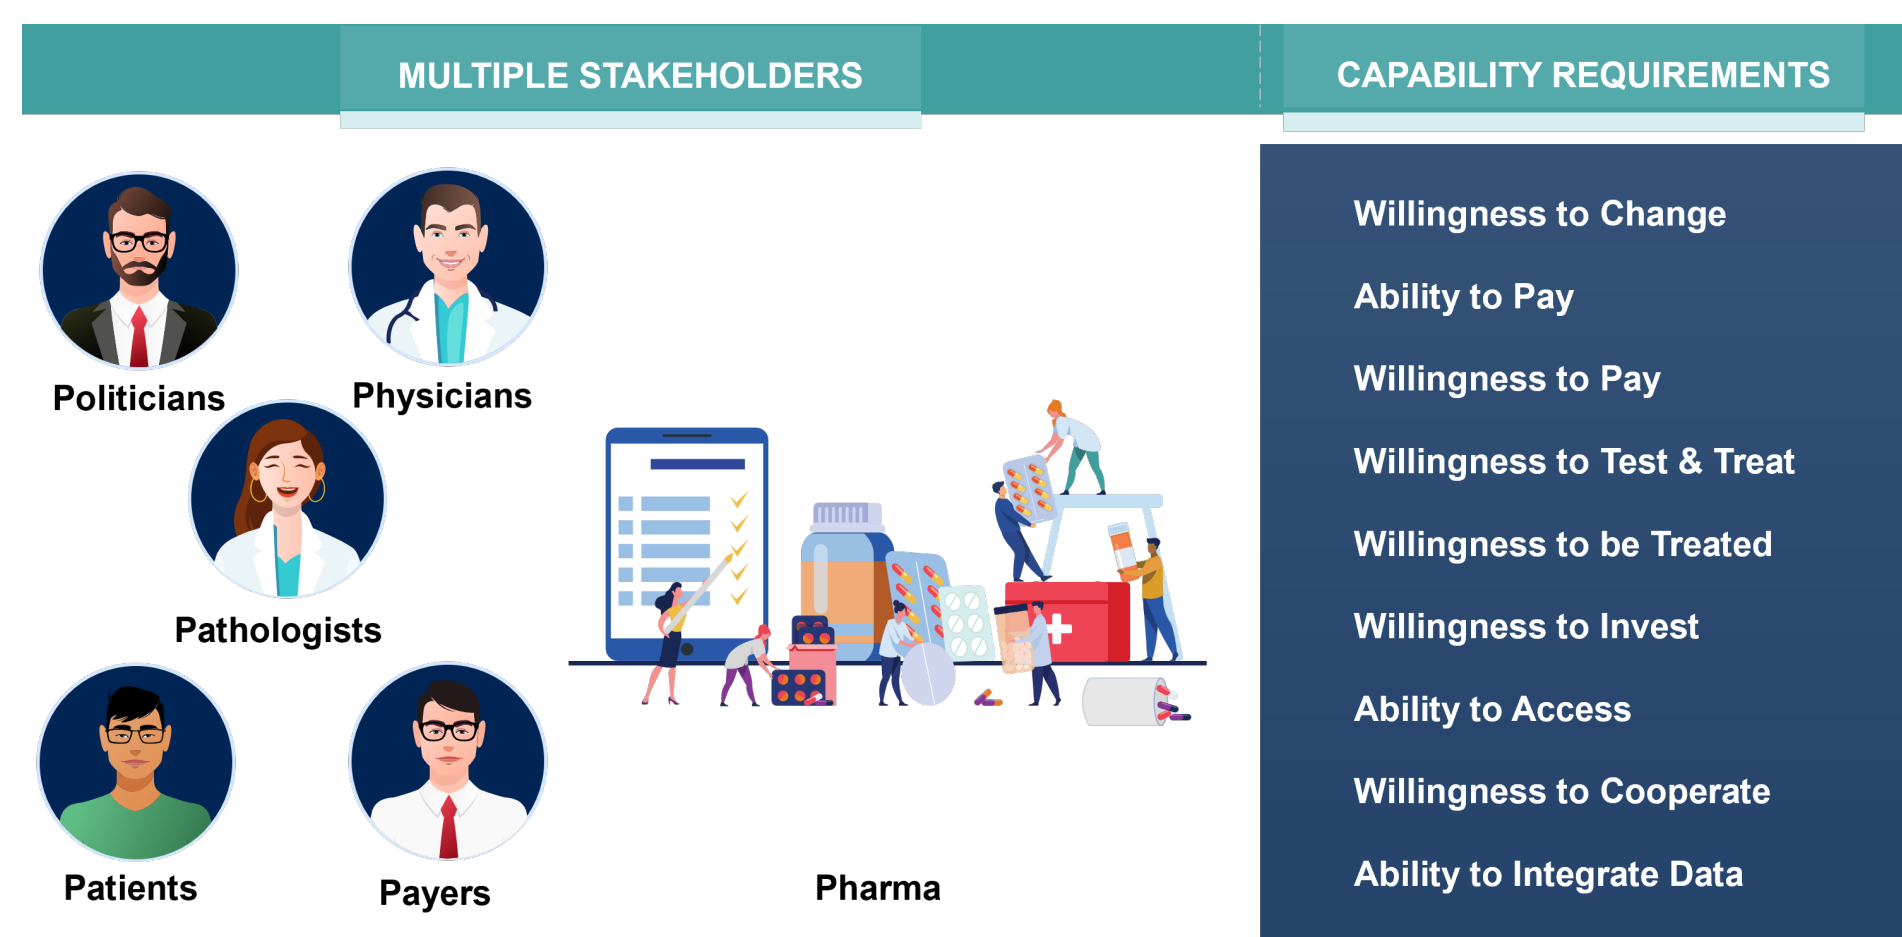 MULTIPLE STAKEHOLDERS
CAPABILITY REQUIREMENTS
Politicians
Physicians
Pathologists
Patients
Payers
Pharma
Willingness to Change
Ability to Pay
Willingness to Pay
Willingness to Test & Treat
Willingness to be Treated
Willingness to Invest
Ability to Access
Willingness to Cooperate
Ability to Integrate Data